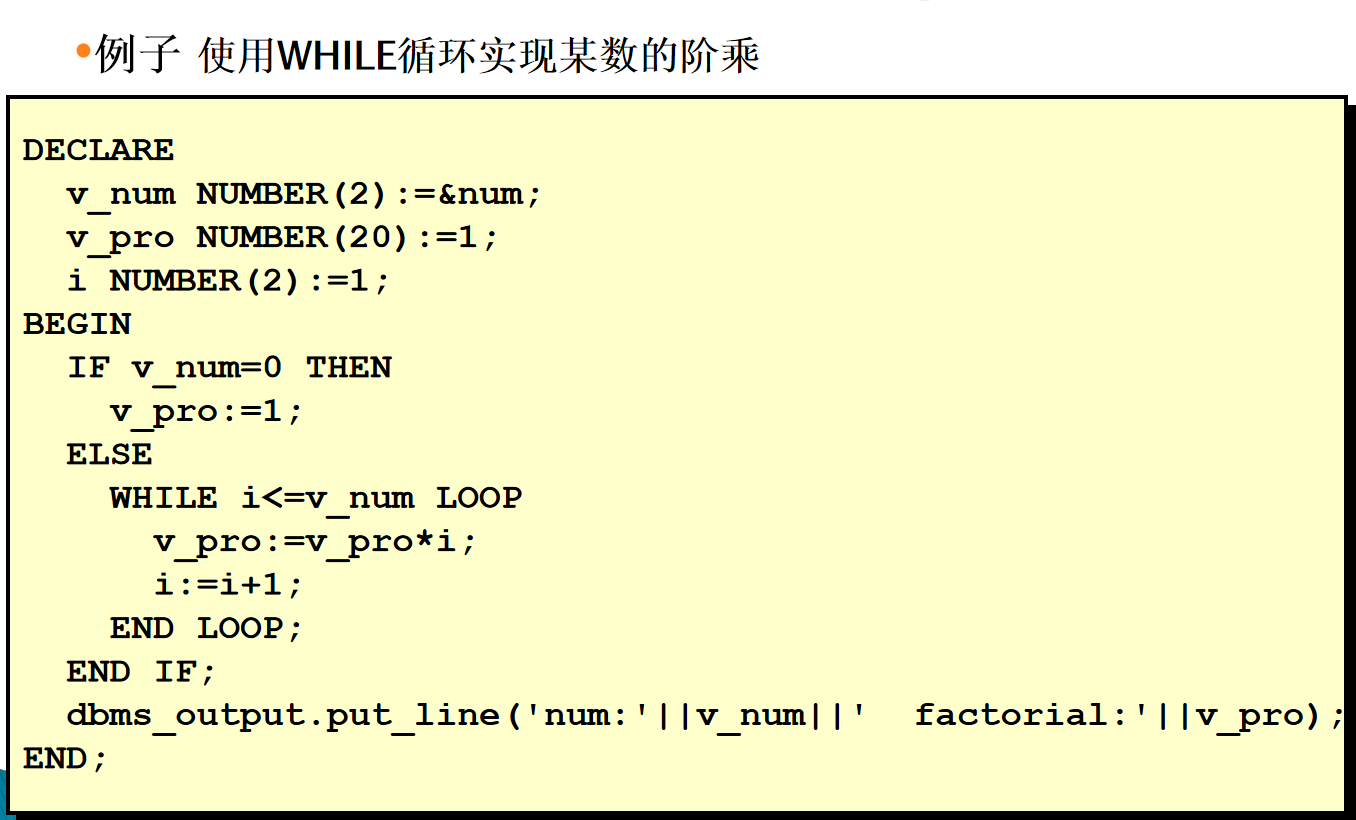 •例子 使用WHILE循环实现某数的阶乘
DECLARE
  v_num NUMBER(2):=&num;
  v_pro NUMBER(20):=1;
  i NUMBER(2):=1;
BEGIN
  IF v_num=0 THEN
    v_pro:=1;
  ELSE
    WHILE i<=v_num LOOP
      v_pro:=v_pro*i;
      i:=i+1;
    END LOOP;
  END IF;
  dbms_output.put_line('num:'||v_num||'  factorial:'||v_pro);
END;